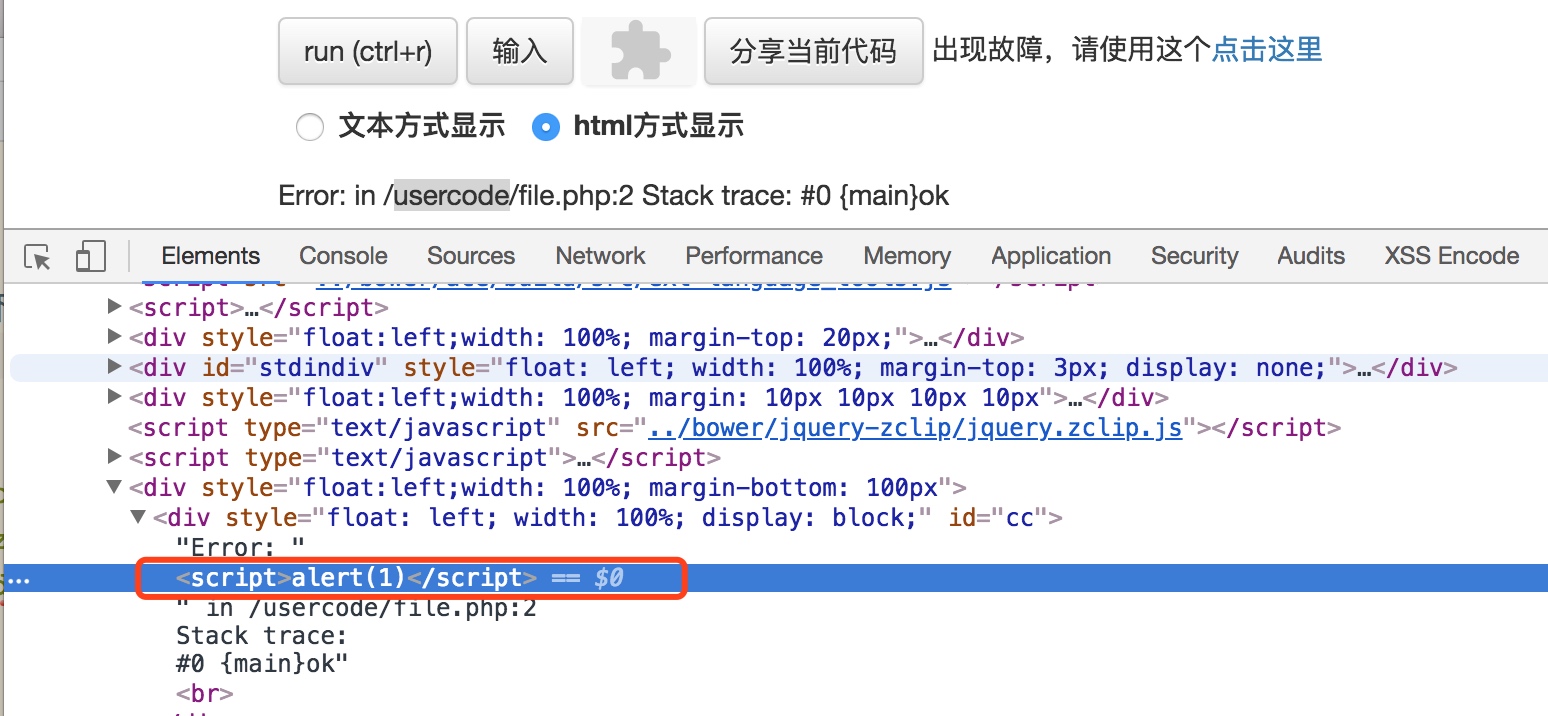 run (ctrl+r) 输入 分享当前代码 出现故障，请使用这个点击这里
文本方式显示 html方式显示
Error: in /usercode/file.php:2 Stack trace: #0 {main}ok
Elements Console Sources Network Performance Memory Application Security Audits XSS Encode
▶<script>…</script>
▶<div style="float:left;width: 100%; margin-top: 20px;">…</div>
▶<div id="stdindiv" style="float: left; width: 100%; margin-top: 3px; display: none;">…</div>
▶<div style="float:left;width: 100%; margin: 10px 10px 10px 10px">…</div>
<script type="text/javascript" src="../bower/jquery-zclip/jquery.zclip.js"></script>
▶<script type="text/javascript">…</script>
▼<div style="float:left;width: 100%; margin-bottom: 100px">
▼<div style="float: left; width: 100%; display: block;" id="cc">
"Error: "
… <script>alert(1)</script> == $0
" in /usercode/file.php:2
Stack trace:
#0 {main}ok"
<br>